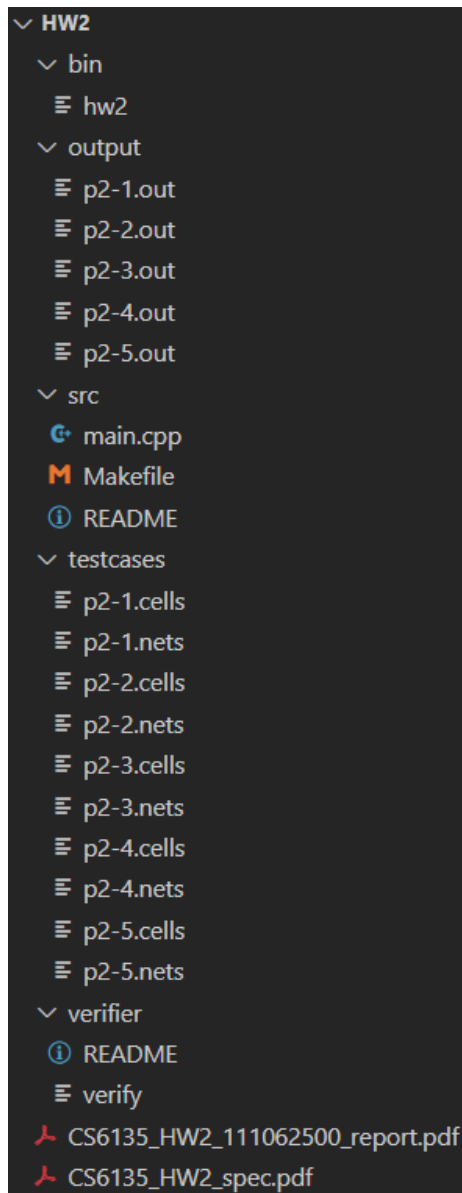 HW2
bin
hw2
output
p2-1.out
p2-2.out
p2-3.out
p2-4.out
p2-5.out
src
main.cpp
Makefile
README
testcases
p2-1.cells
p2-1.nets
p2-2.cells
p2-2.nets
p2-3.cells
p2-3.nets
p2-4.cells
p2-4.nets
p2-5.cells
p2-5.nets
verifier
README
verify
CS6135_HW2_111062500_report.pdf
CS6135_HW2_spec.pdf